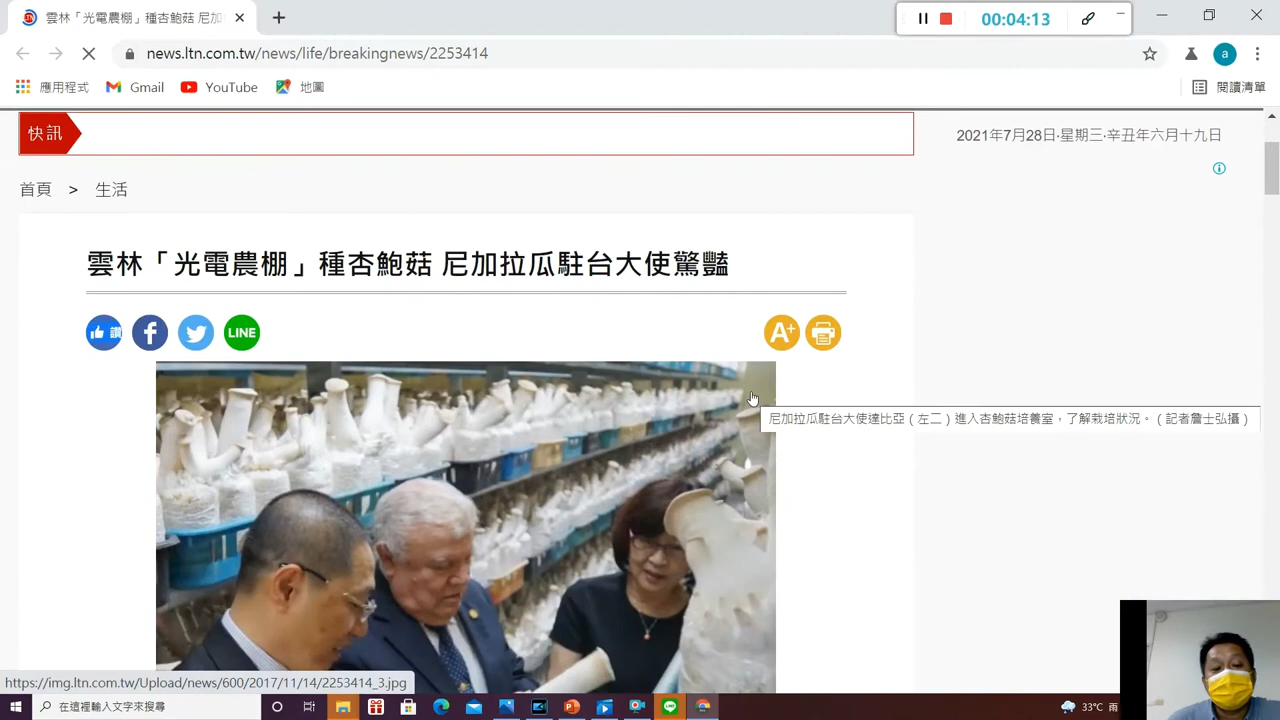 雲林「光電農棚」種杏鮑菇 尼加
00:04:13
news.ltn.com.tw/news/life/breakingnews/2253414
a
應用程式
Gmail
YouTube
地圖
閱讀清單
快訊
2021年7月28日‧星期三‧辛丑年六月十九日
首頁 > 生活
雲林「光電農棚」種杏鮑菇 尼加拉瓜駐台大使驚豔
讚
LINE
A+
尼加拉瓜駐台大使達比亞（左二）進入杏鮑菇培養室，了解栽培狀況。（記者詹士弘攝）
https://img.ltn.com.tw/Upload/news/600/2017/11/14/2253414_3.jpg
在這裡輸入文字來搜尋
33°C 雨